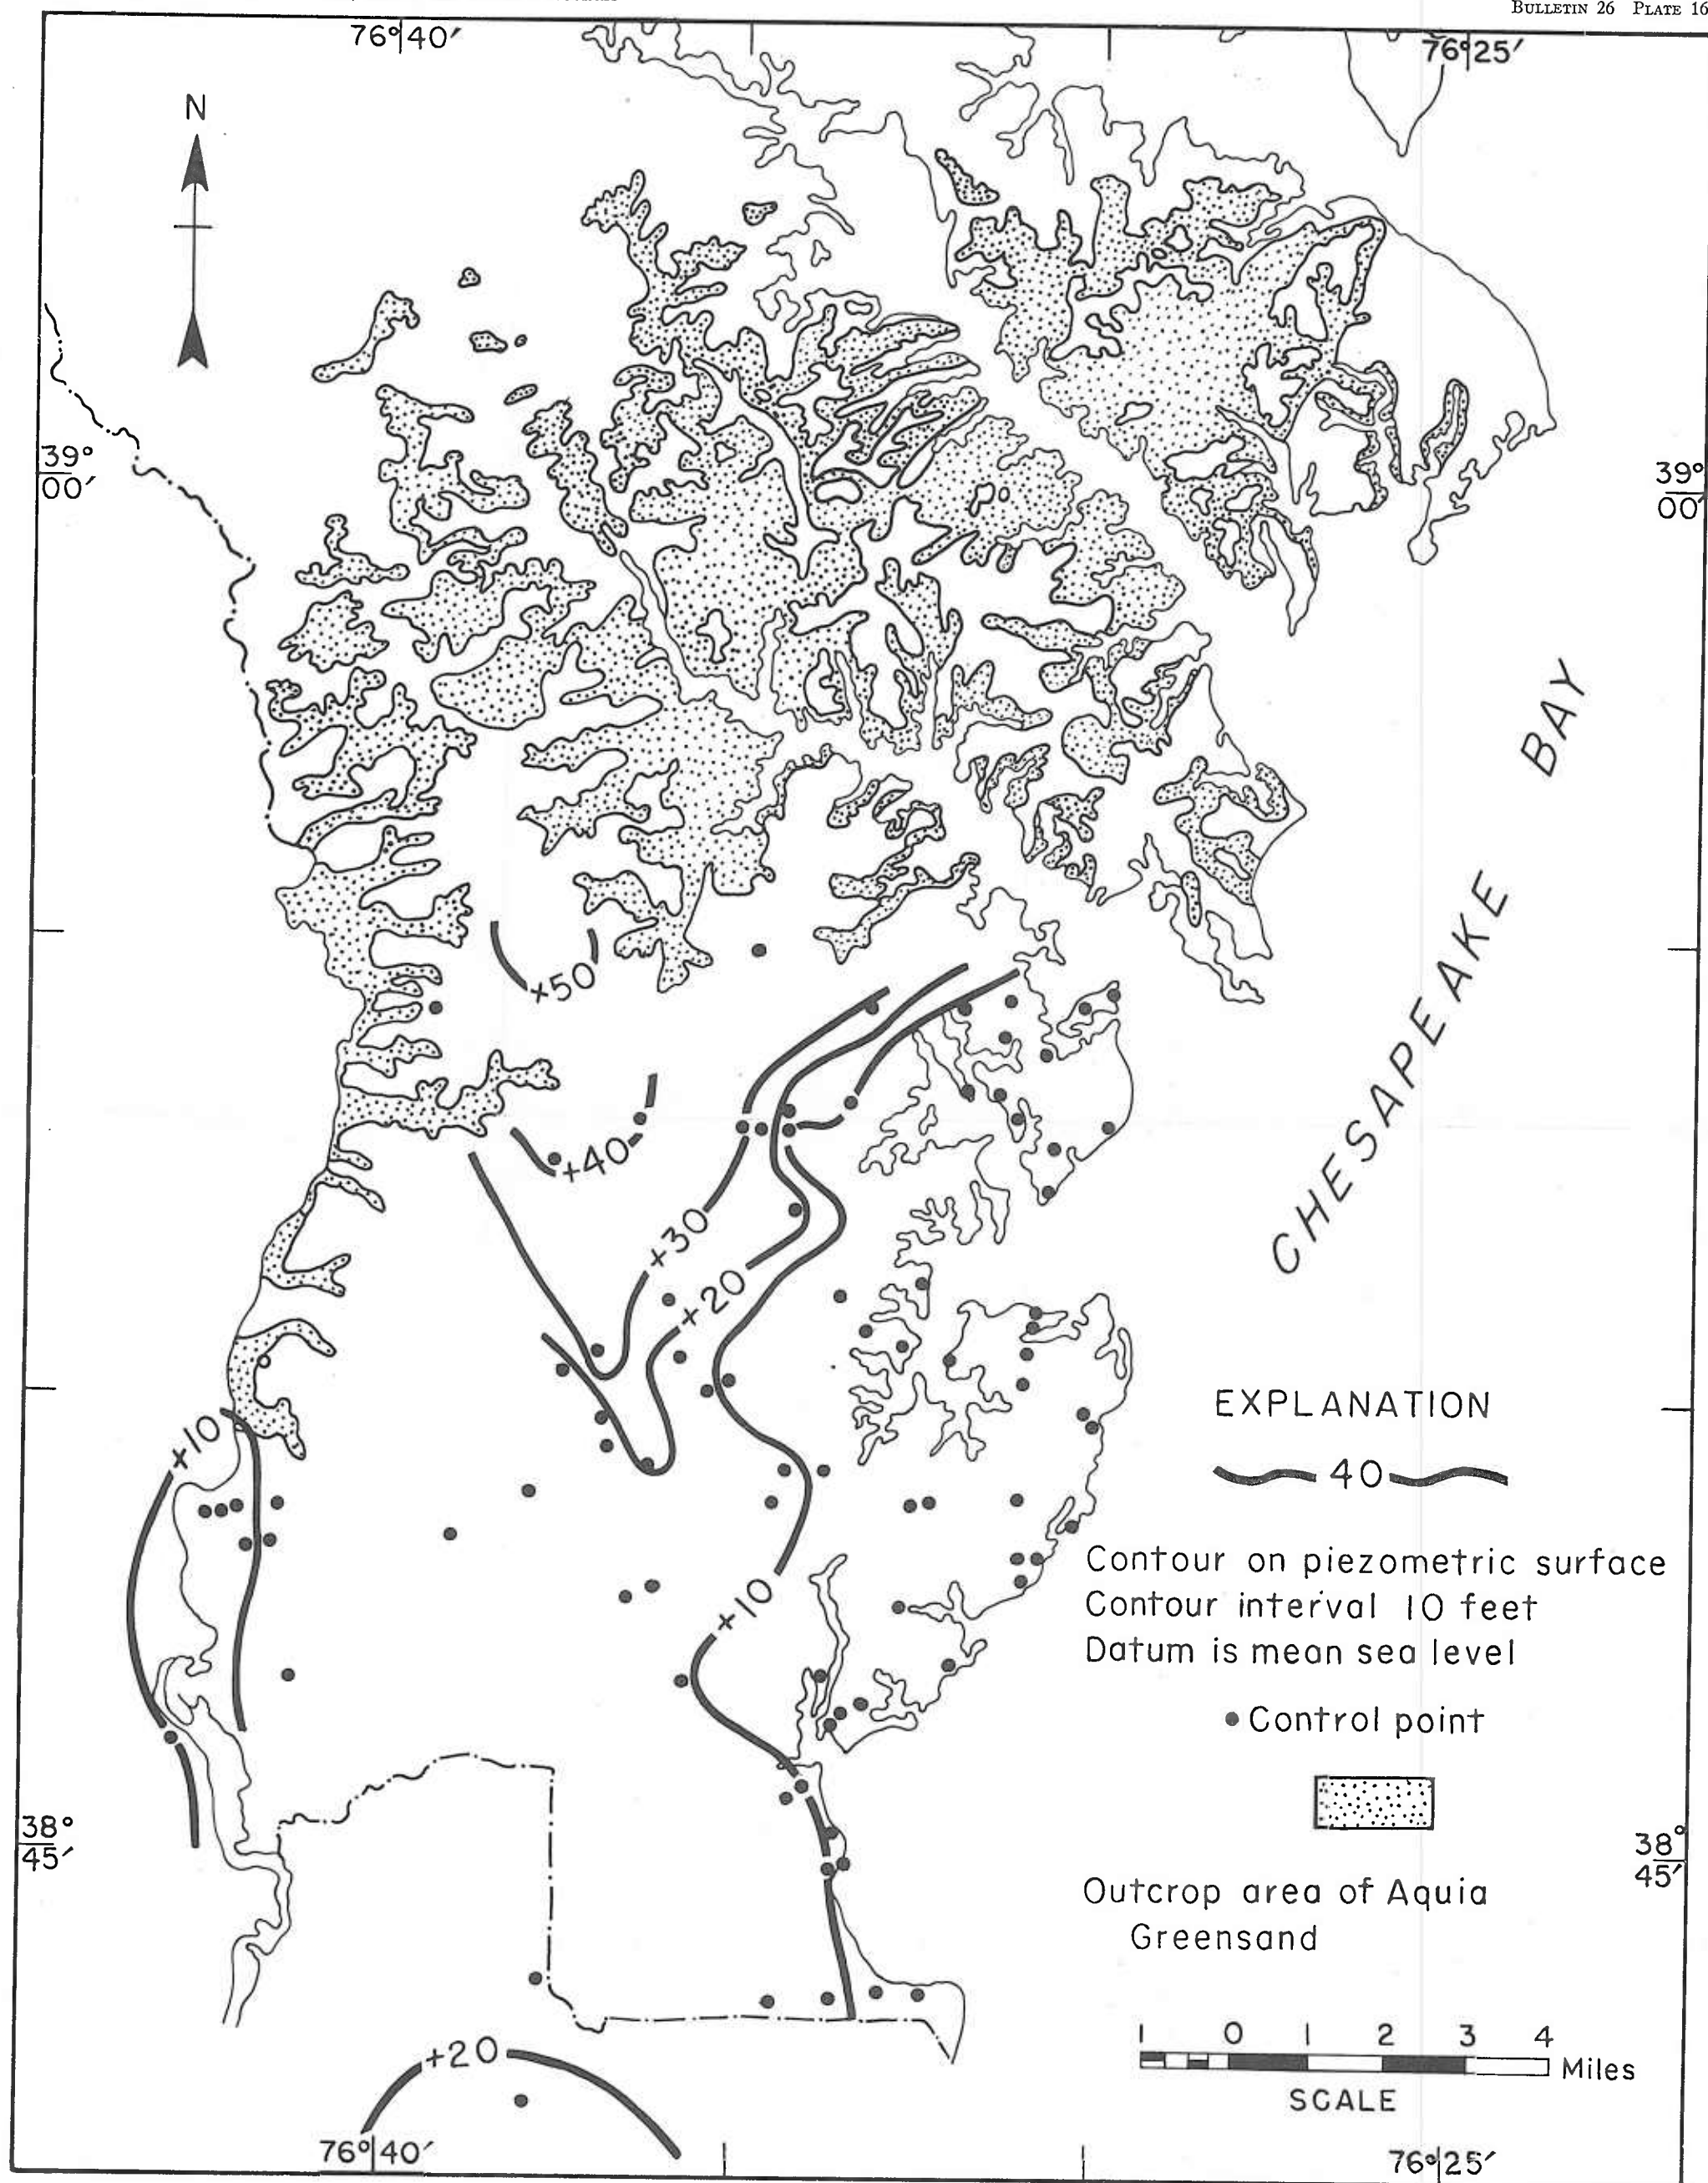 BULLETIN 26 PLATE 16
76°40′
76°25′
N
39°
00′
39°
00′
CHESAPEAKE BAY
+50
+40
+30
+20
+10
+10
EXPLANATION
40
Contour on piezometric surface
Contour interval 10 feet
Datum is mean sea level
Control point
38°
45′
38°
45′
Outcrop area of Aquia
Greensand
1 0 1 2 3 4
Miles
SCALE
+20
76°40′
76°25′